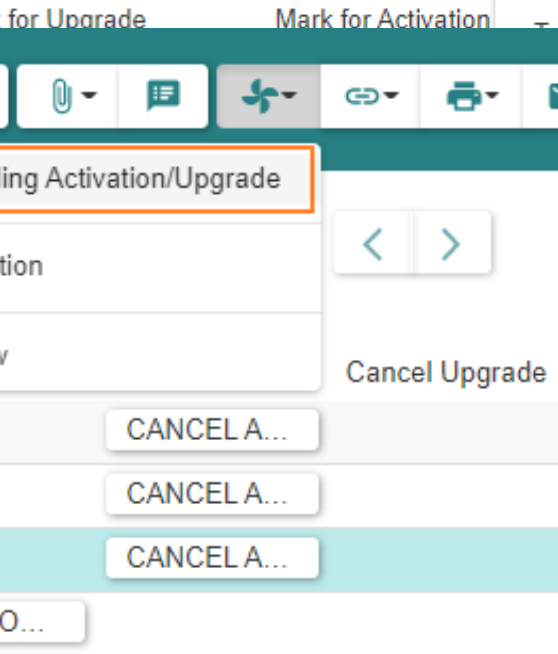 for Upgrade
Mark for Activation
ling Activation/Upgrade
tion
Cancel Upgrade
CANCEL A...
CANCEL A...
CANCEL A...
O...